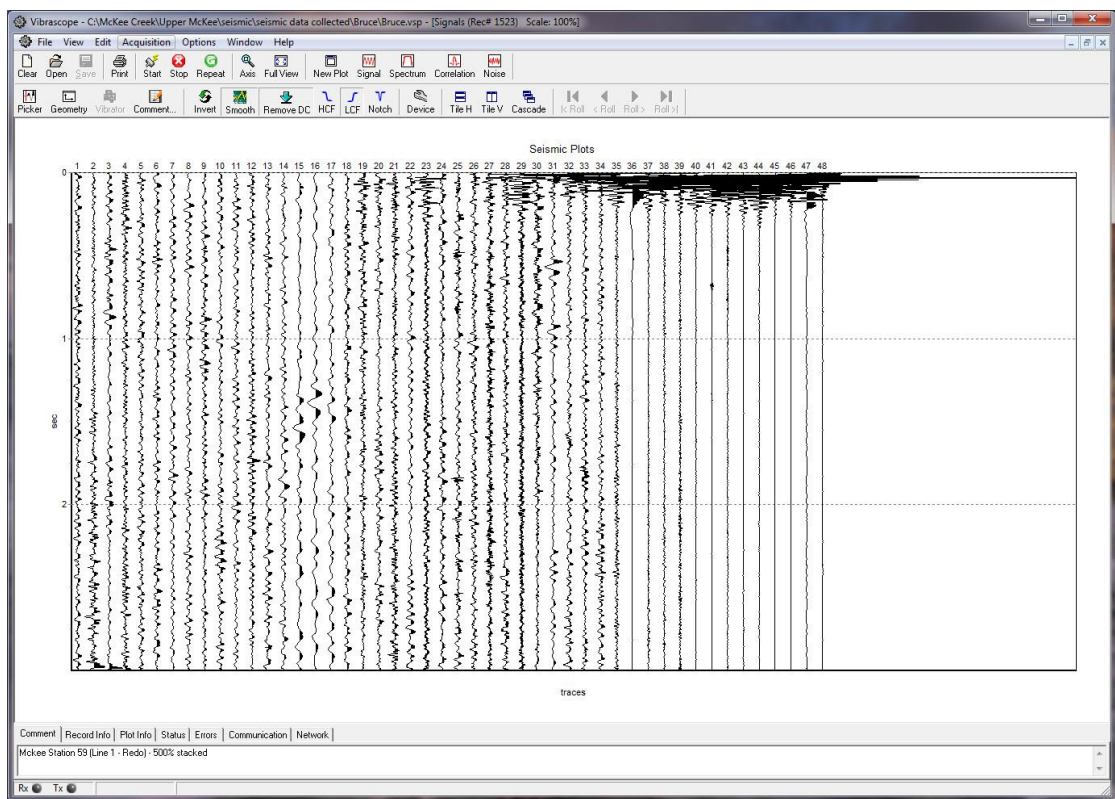 Vibrascope - C:\McKee Creek\Upper McKee\seismic\seismic data collected\Bruce\Bruce.vsp - [Signals (Rec# 1523) Scale: 100%]
File View Edit Acquisition Options Window Help
Clear Open Save Print Start Stop Repeat Axis Full View New Plot Signal Spectrum Correlation Noise
Picker Geometry Vibrator Comment... Invert Smooth Remove DC HCF LCF Notch Device Tile H Tile V Cascade |< Roll < Roll Roll > Roll >|
Seismic Plots
1 2 3 4 5 6 7 8 9 10 11 12 13 14 15 16 17 18 19 20 21 22 23 24 25 26 27 28 29 30 31 32 33 34 35 36 37 38 39 40 41 42 43 44 45 46 47 48
0
1
sec
2
traces
Comment Record Info Plot Info Status Errors Communication Network
Mckee Station 59 (Line 1 - Redo) - 500% stacked
Rx Tx